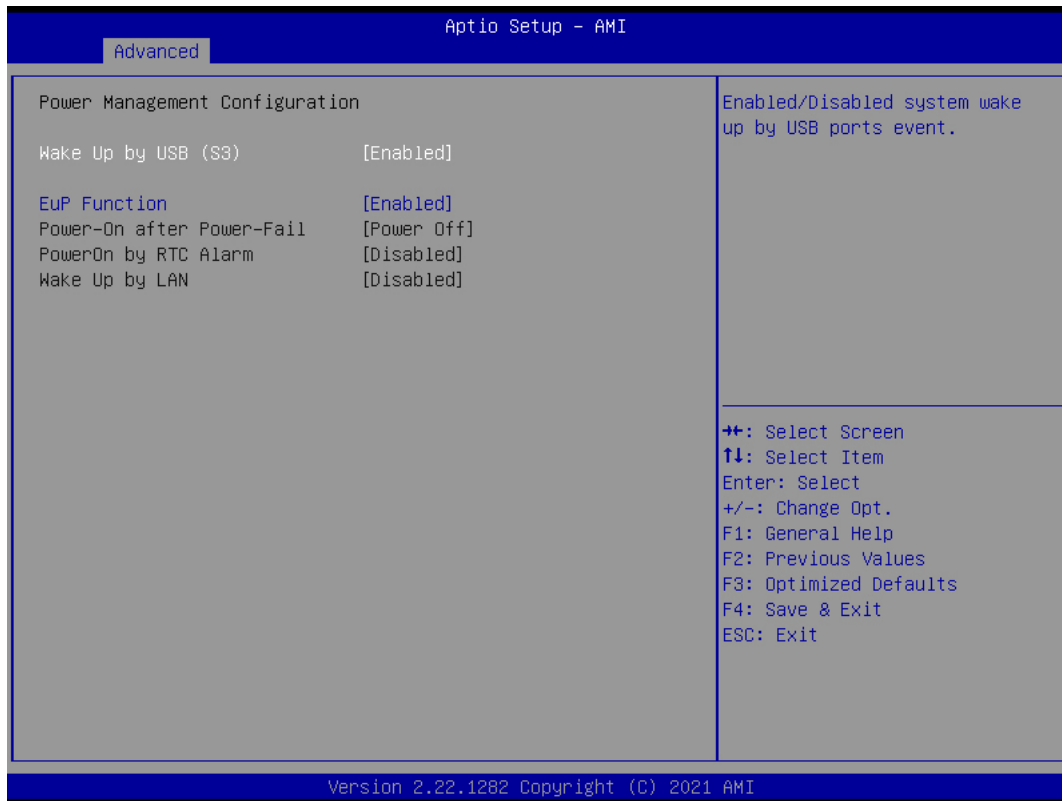 Aptio Setup – AMI
Advanced
Power Management Configuration
Wake Up by USB (S3) [Enabled]
EuP Function [Enabled]
Power-On after Power-Fail [Power Off]
PowerOn by RTC Alarm [Disabled]
Wake Up by LAN [Disabled]
Enabled/Disabled system wake
up by USB ports event.
→←: Select Screen
↑↓: Select Item
Enter: Select
+/-: Change Opt.
F1: General Help
F2: Previous Values
F3: Optimized Defaults
F4: Save & Exit
ESC: Exit
Version 2.22.1282 Copyright (C) 2021 AMI